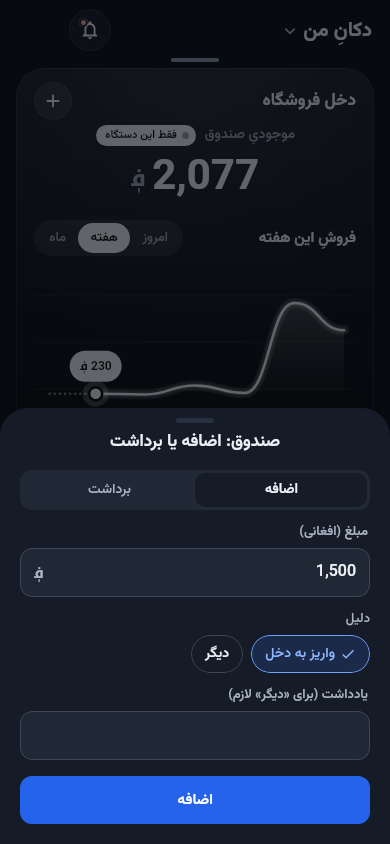 دکانِ من
دخل فروشگاه
موجودیِ صندوق
فقط این دستگاه
2,077 ؋
فروشِ این هفته
امروز
هفته
ماه
230 ؋
صندوق: اضافه یا برداشت
اضافه
برداشت
مبلغ (افغانی)
1,500
؋
دلیل
واریز به دخل
دیگر
یادداشت (برای «دیگر» لازم)
اضافه